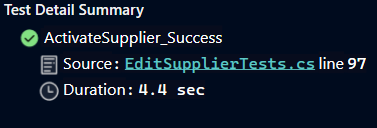 Test Detail Summary
ActivateSupplier_Success
Source: EditSupplierTests.cs line 97
Duration: 4.4 sec